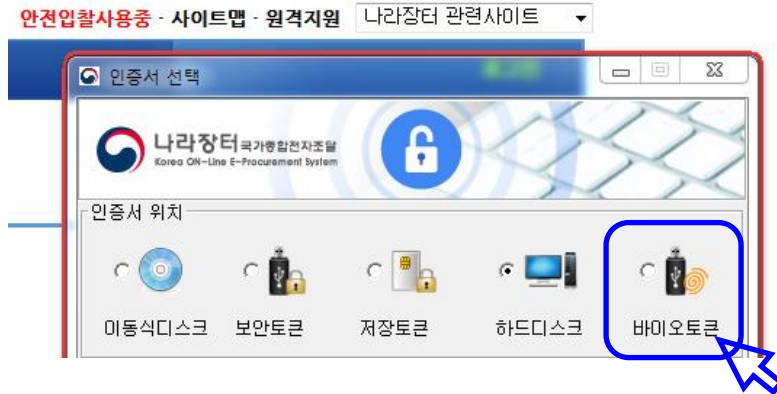 안전입찰사용중 - 사이트맵 - 원격지원 나라장터 관련사이트
인증서 선택
나라장터 국가종합전자조달
Korea ON-Line E-Procurement System
인증서 위치
이동식디스크 보안토큰 저장토큰 하드디스크 바이오토큰